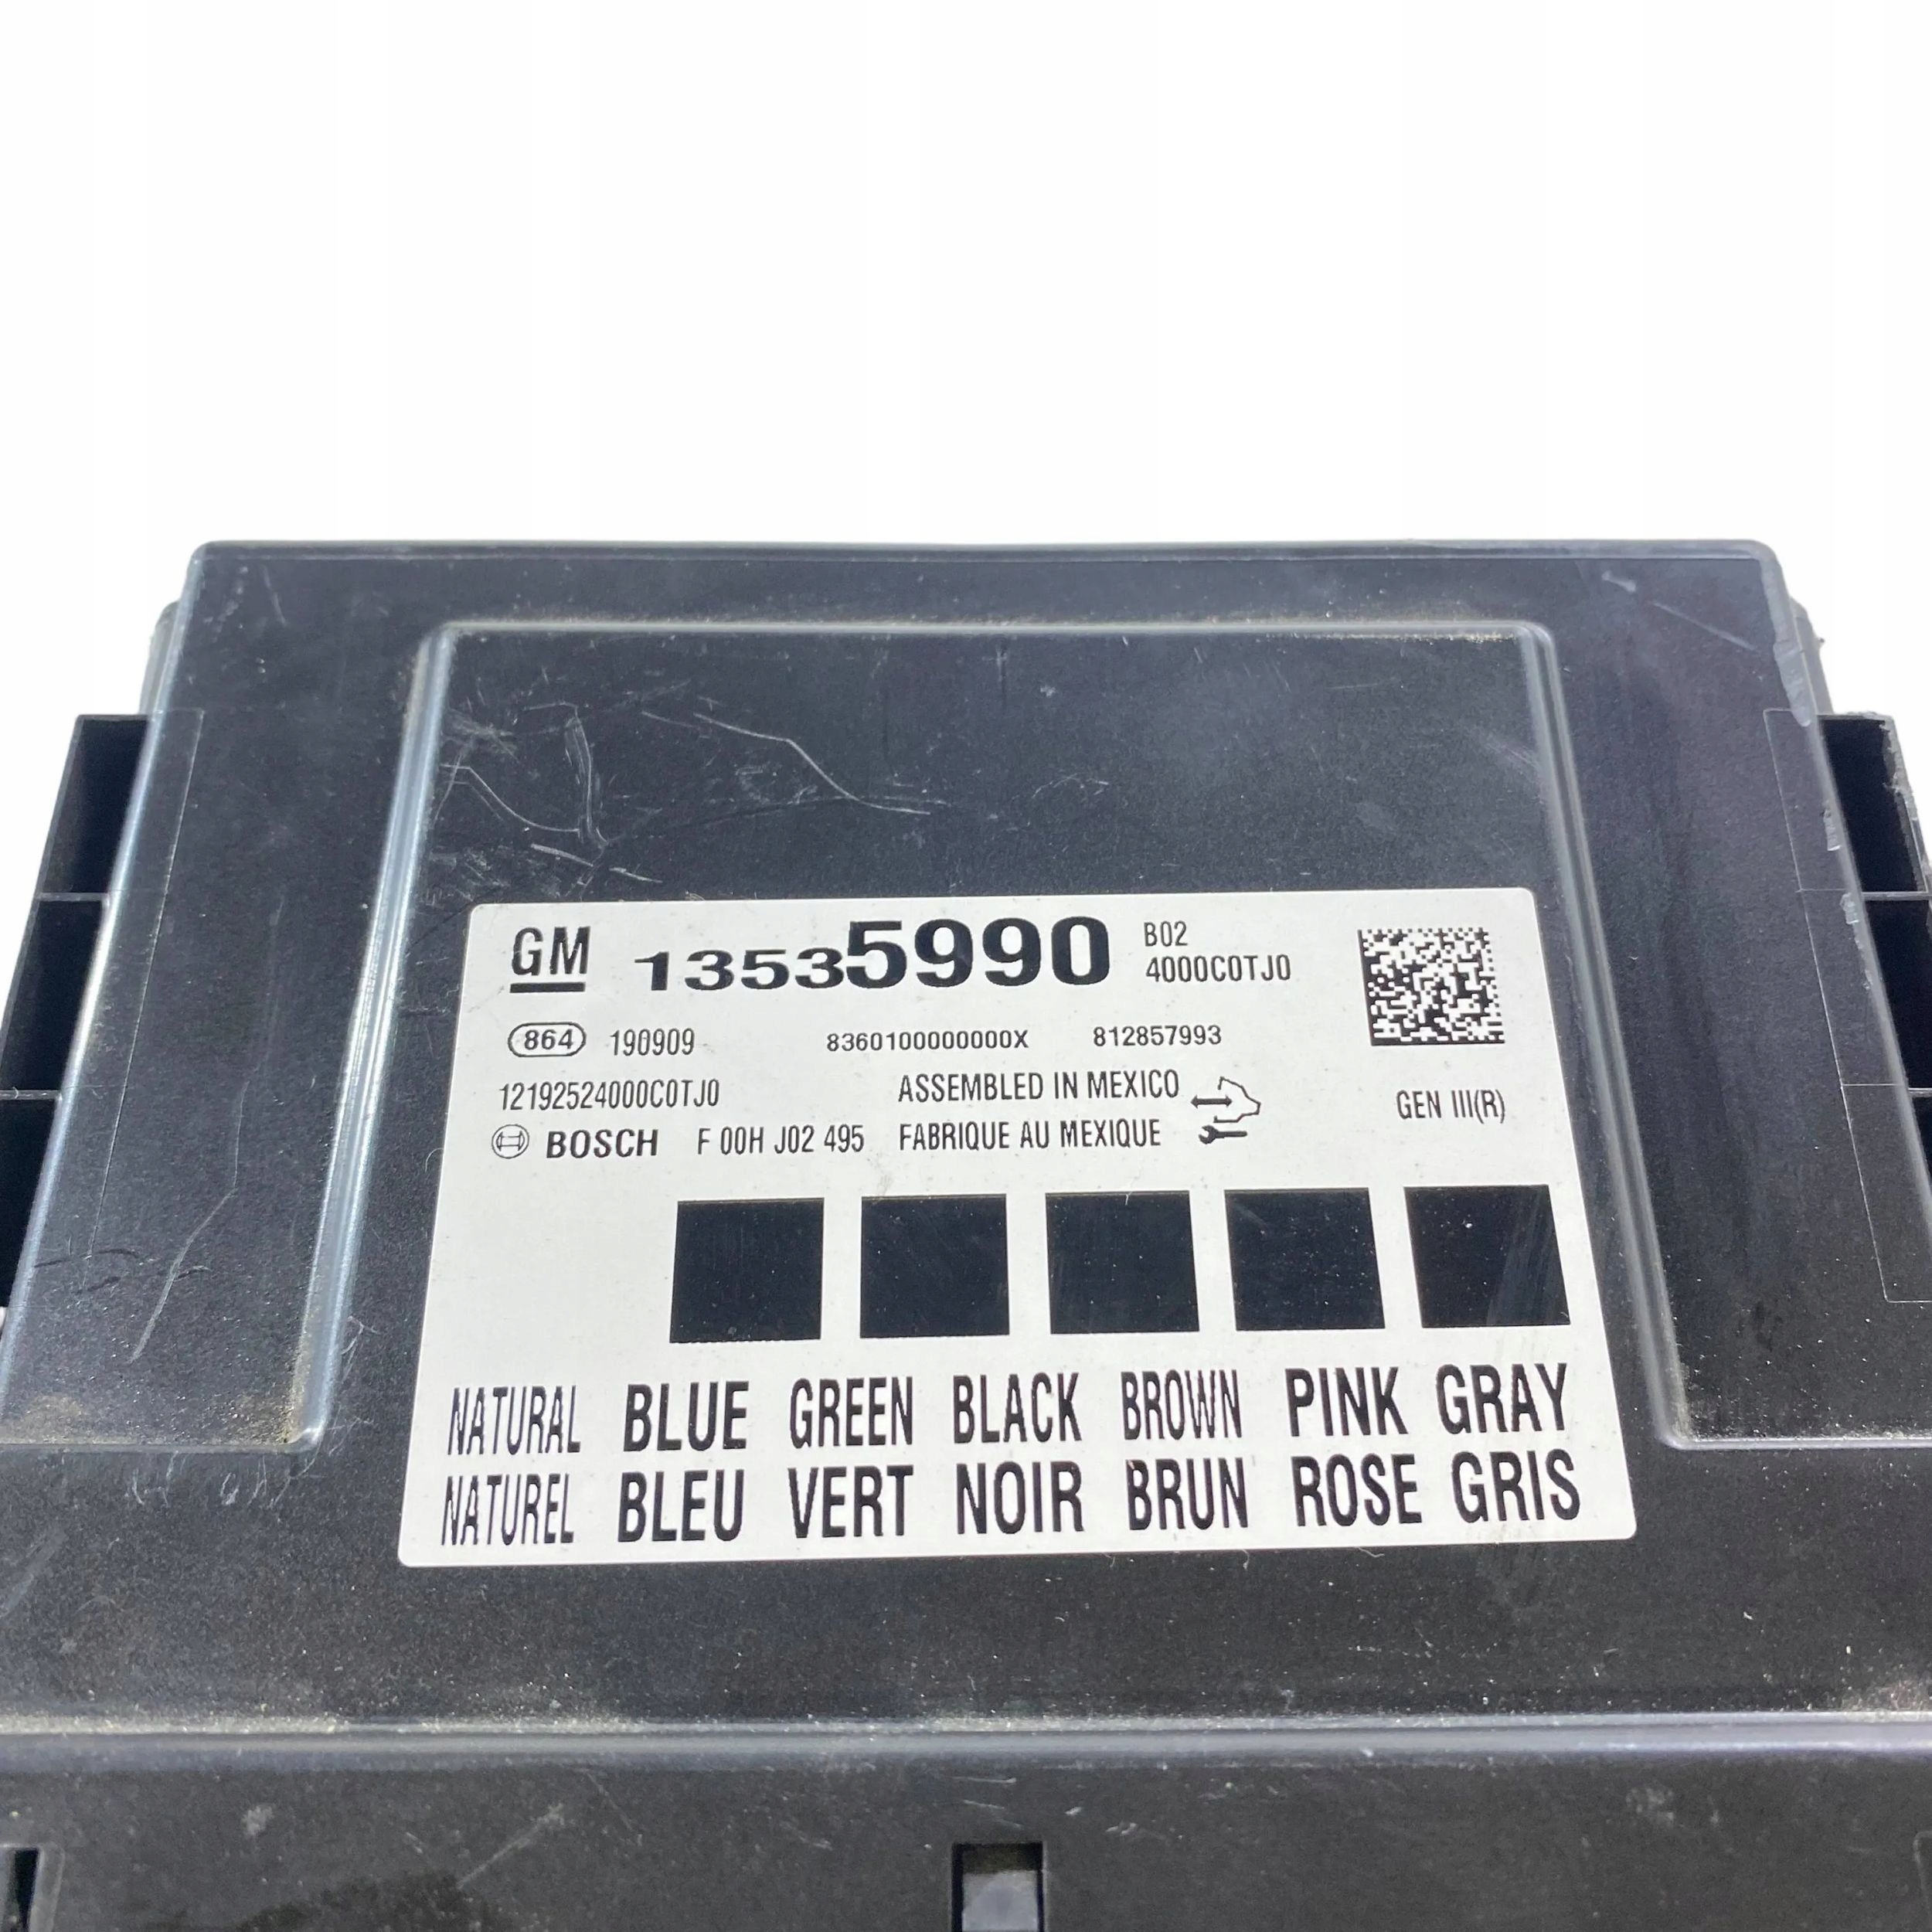 GM 13535990 B02
4000C0TJ0
864 190909 8360100000000X 812857993
12192524000C0TJ0 ASSEMBLED IN MEXICO GEN III(R)
BOSCH F 00H J02 495 FABRIQUE AU MEXIQUE
NATURAL BLUE GREEN BLACK BROWN PINK GRAY
NATUREL BLEU VERT NOIR BRUN ROSE GRIS